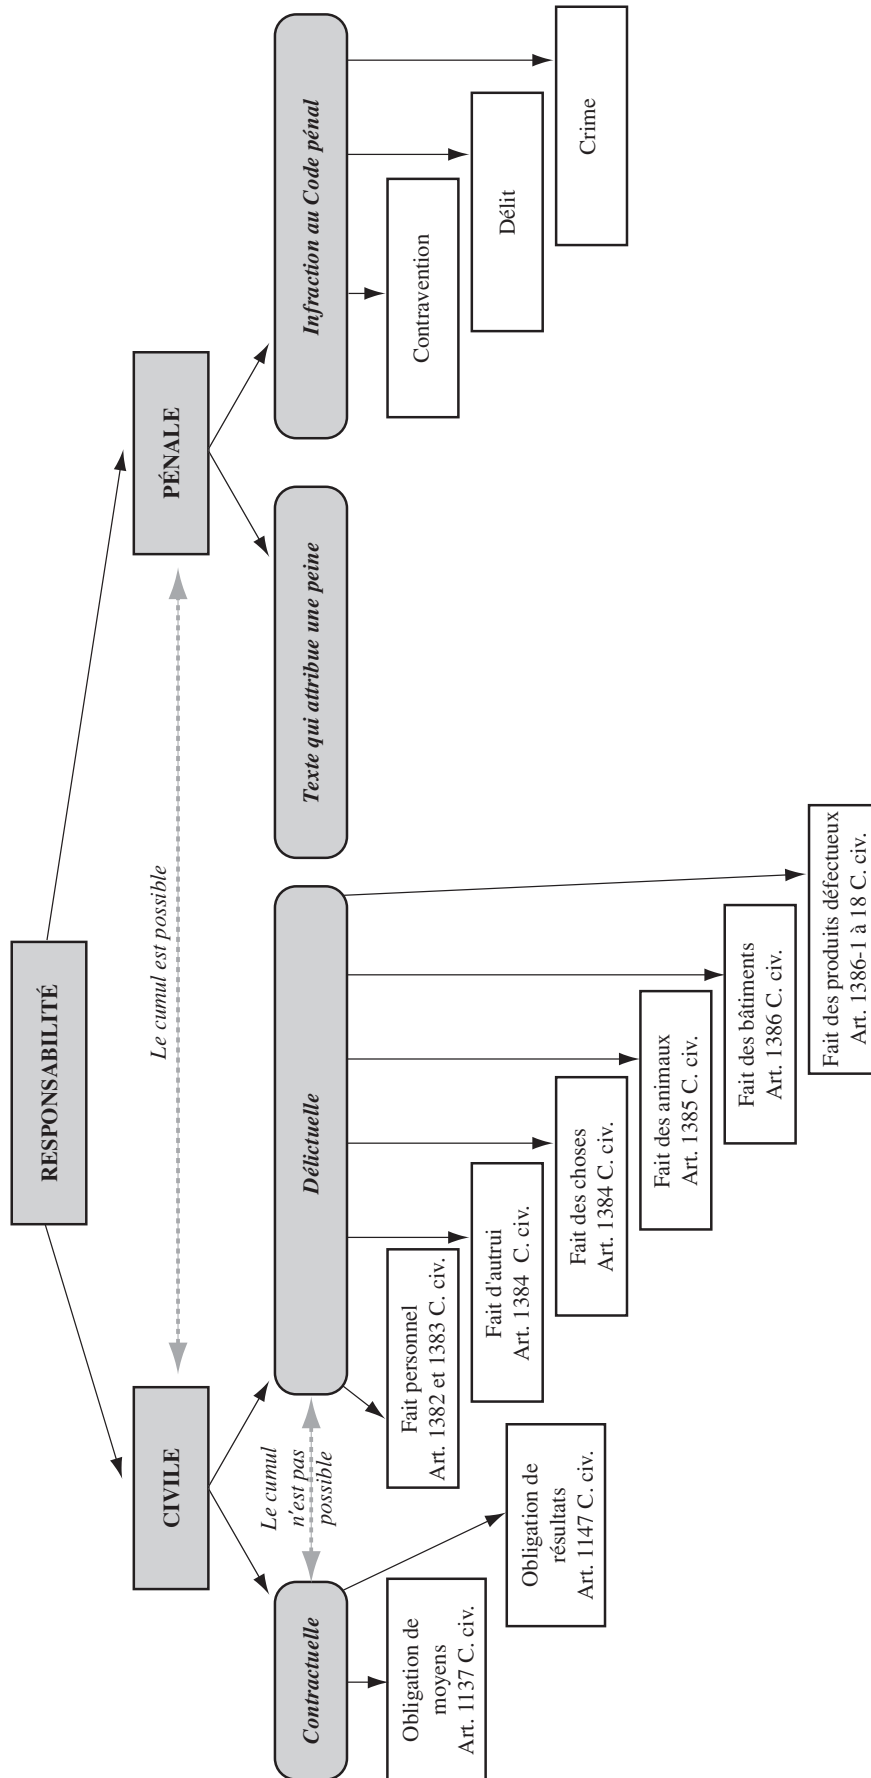 RESPONSABILITÉ
CIVILE
Le cumul est possible
PÉNALE
Contractuelle
Le cumul
n'est pas
possible
Délictuelle
Texte qui attribue une peine
Infraction au Code pénal
Obligation de
moyens
Art. 1137 C. civ.
Obligation de
résultats
Art. 1147 C. civ.
Fait personnel
Art. 1382 et 1383 C. civ.
Fait d'autrui
Art. 1384 C. civ.
Fait des choses
Art. 1384 C. civ.
Fait des animaux
Art. 1385 C. civ.
Fait des bâtiments
Art. 1386 C. civ.
Fait des produits défectueux
Art. 1386-1 à 18 C. civ.
Contravention
Délit
Crime